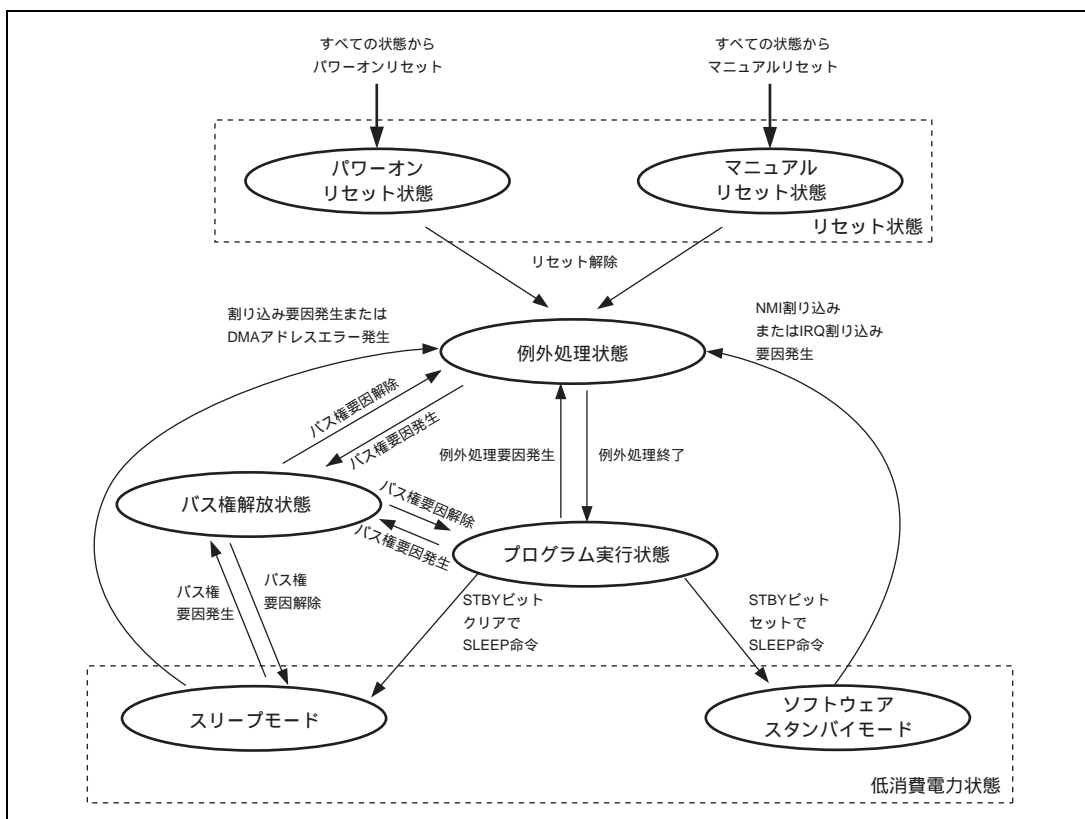 すべての状態から
パワーオンリセット
すべての状態から
マニュアルリセット
パワーオン
リセット状態
マニュアル
リセット状態
リセット状態
リセット解除
割り込み要因発生または
DMAアドレスエラー発生
NMI割り込み
またはIRQ割り込み
要因発生
例外処理状態
バス権要因解除
バス権要因発生
例外処理要因発生
例外処理終了
バス権解放状態
バス権要因解除
バス権要因発生
プログラム実行状態
バス権
要因発生
バス権
要因解除
STBYビット
クリアで
SLEEP命令
STBYビット
セットで
SLEEP命令
スリープモード
ソフトウェア
スタンバイモード
低消費電力状態